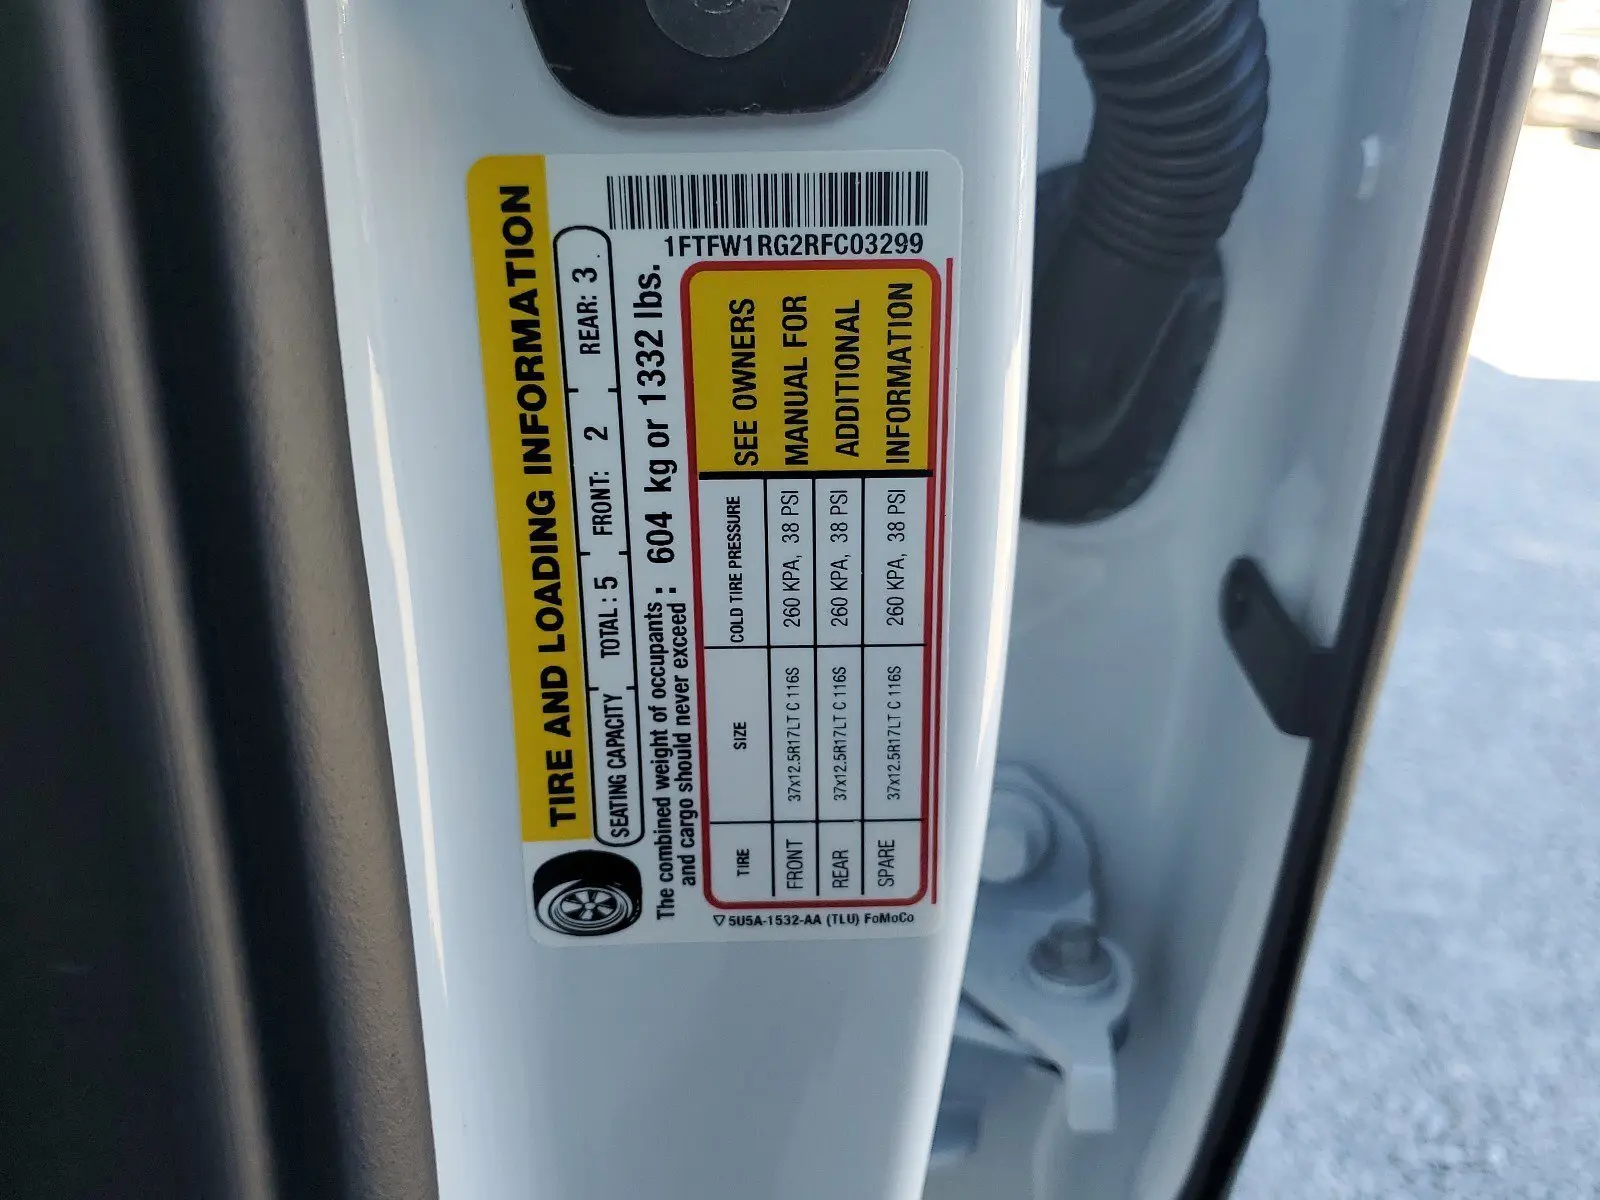 TIRE AND LOADING INFORMATION
SEATING CAPACITY TOTAL: 5 FRONT: 2 REAR: 3
The combined weight of occupants and cargo should never exceed : 604 kg or 1332 lbs.
TIRE SIZE COLD TIRE PRESSURE
FRONT 37x12.5R17LT C 116S 260 KPA, 38 PSI
REAR 37x12.5R17LT C 116S 260 KPA, 38 PSI
SPARE 37x12.5R17LT C 116S 260 KPA, 38 PSI
SEE OWNERS
MANUAL FOR
ADDITIONAL
INFORMATION
5U5A-1532-AA (TLU) FoMoCo
1FTFW1RG2RFC03299